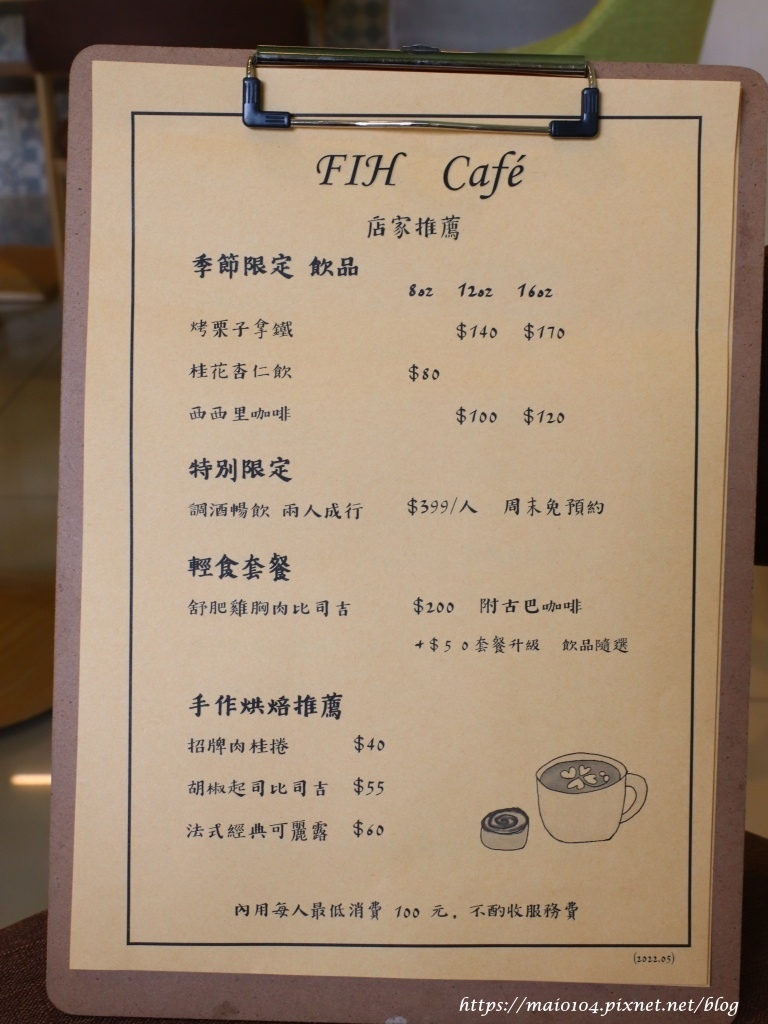 FIH Café
店家推薦
季節限定 飲品
8oz 12oz 16oz
烤栗子拿鐵 $140 $170
桂花杏仁飲 $80
西西里咖啡 $100 $120
特別限定
調酒暢飲 兩人成行 $399/人 周末免預約
輕食套餐
舒肥雞胸肉比司吉 $200 附古巴咖啡
+$50套餐升級 飲品隨選
手作烘焙推薦
招牌肉桂捲 $40
胡椒起司比司吉 $55
法式經典可麗露 $60
內用每人最低消費 100 元，不酌收服務費
(2022.05)
https://maio104.pixnet.net/blog